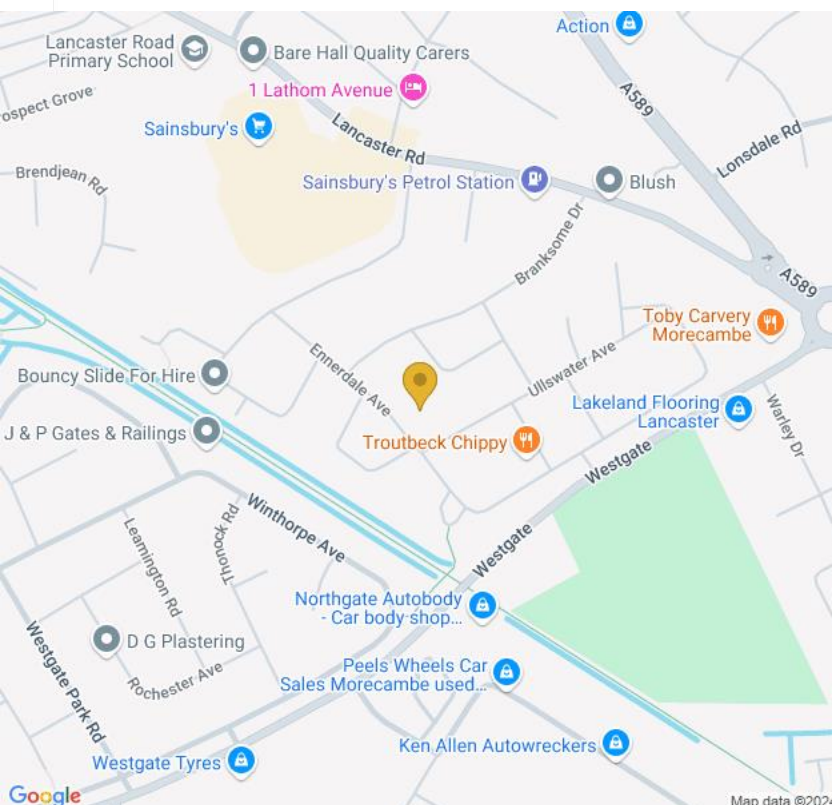 Action
Lancaster Road
Primary School
Bare Hall Quality Carers
1 Lathom Avenue
A589
ospect Grove
Sainsbury's
Lancaster Rd
Lonsdale Rd
Brendjean Rd
Sainsbury's Petrol Station
Blush
Branksome Dr
A589
Toby Carvery
Morecambe
Ennerdale Ave
Ullswater Ave
Bouncy Slide For Hire
Lakeland Flooring
Lancaster
Warley Dr
J & P Gates & Railings
Troutbeck Chippy
Westgate
Winthorpe Ave
Thonock Rd
Leamington Rd
Westgate
Northgate Autobody
- Car body shop...
D G Plastering
Westgate Park Rd
Rochester Ave
Peels Wheels Car
Sales Morecambe used...
Ken Allen Autowreckers
Westgate Tyres
Google
Map data ©2024